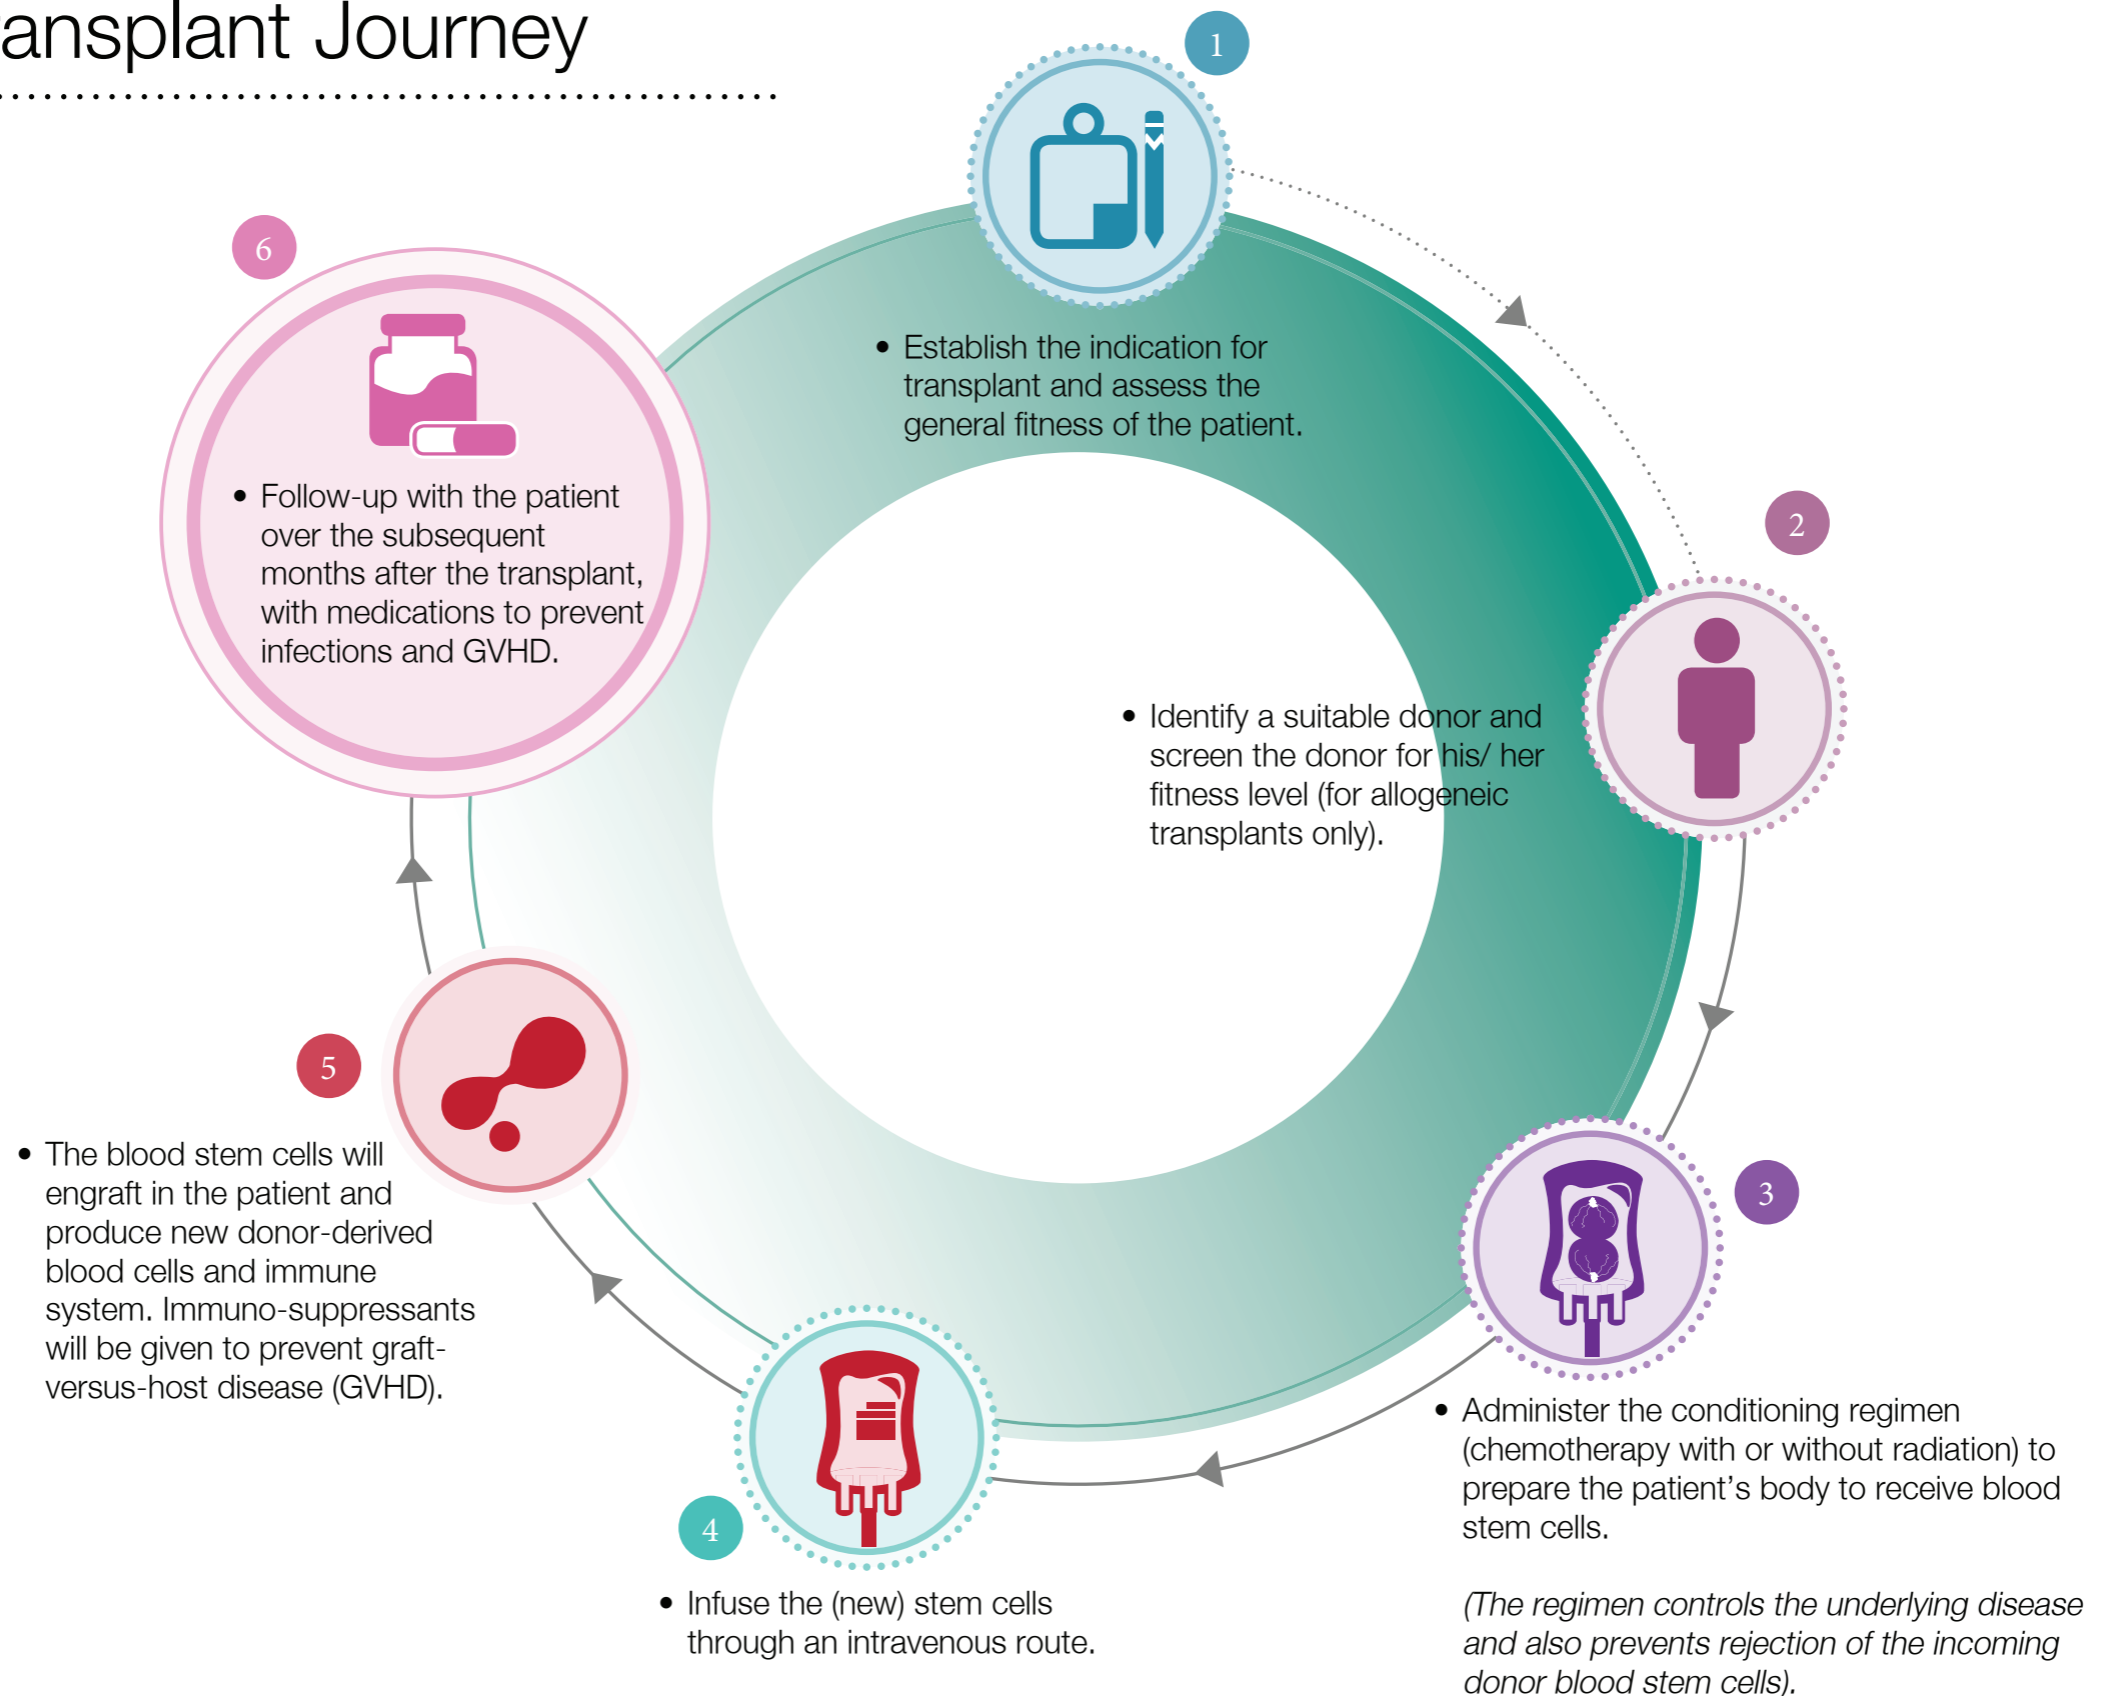 ansplant Journey
1
• Establish the indication for
transplant and assess the
general fitness of the patient.
2
• Identify a suitable donor and
screen the donor for his/ her
fitness level (for allogeneic
transplants only).
3
• Administer the conditioning regimen
(chemotherapy with or without radiation) to
prepare the patient’s body to receive blood
stem cells.
(The regimen controls the underlying disease
and also prevents rejection of the incoming
donor blood stem cells).
4
• Infuse the (new) stem cells
through an intravenous route.
5
• The blood stem cells will
engraft in the patient and
produce new donor-derived
blood cells and immune
system. Immuno-suppressants
will be given to prevent graft-
versus-host disease (GVHD).
6
• Follow-up with the patient
over the subsequent
months after the transplant,
with medications to prevent
infections and GVHD.